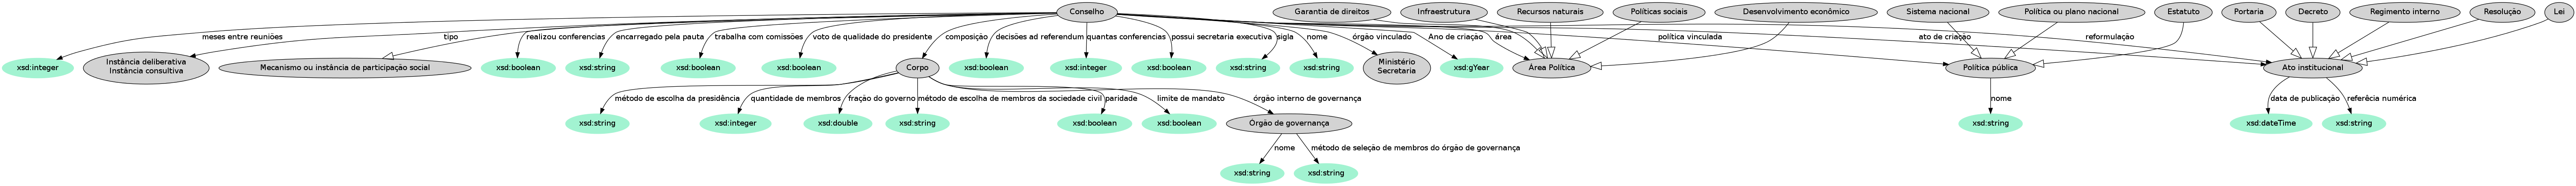 Conselho
Garantia de direitos
Infraestrutura
Recursos naturais
Políticas sociais
Desenvolvimento econômico
Sistema nacional
Política ou plano nacional
Estatuto
Portaria
Decreto
Regimento interno
Resolução
Lei
meses entre reuniões
tipo
realizou conferencias
encarregado pela pauta
trabalha com comissões
voto de qualidade do presidente
composição
decisões ad referendum
quantas conferencias
possui secretaria executiva
sigla
nome
órgão vinculado
Ano de criação
área
política vinculada
ato de criação
reformulação
xsd:integer
Instância deliberativa
Instância consultiva
Mecanismo ou instância de participação social
xsd:boolean
xsd:string
xsd:boolean
xsd:boolean
Corpo
xsd:boolean
xsd:integer
xsd:boolean
xsd:string
xsd:string
Ministério
Secretaria
xsd:gYear
Área Política
Política pública
Ato institucional
método de escolha da presidência
quantidade de membros
fração do governo
método de escolha de membros da sociedade civil
paridade
limite de mandato
órgão interno de governança
nome
data de publicação
referêcia numérica
xsd:string
xsd:integer
xsd:double
xsd:string
xsd:boolean
xsd:boolean
Órgão de governança
xsd:string
xsd:dateTime
xsd:string
nome
método de seleção de membros do órgão de governança
xsd:string
xsd:string